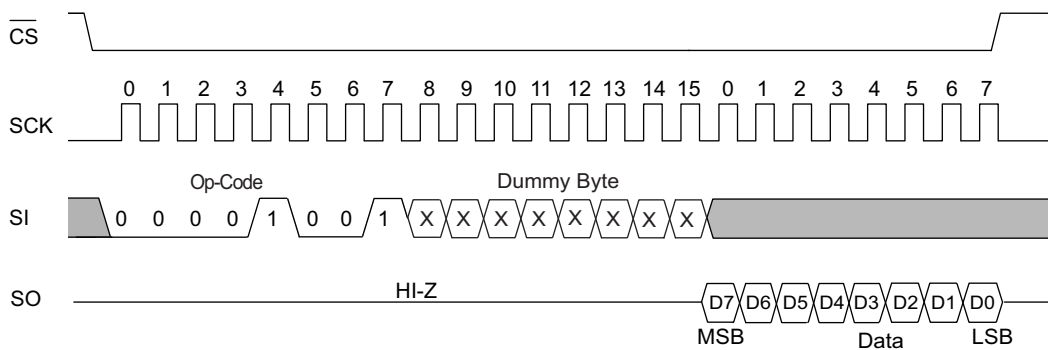 CS
0 1 2 3 4 5 6 7 8 9 10 11 12 13 14 15 0 1 2 3 4 5 6 7
SCK
Op-Code Dummy Byte
SI 0 0 0 0 1 0 0 1 X X X X X X X X
HI-Z
SO D7 D6 D5 D4 D3 D2 D1 D0
MSB Data LSB